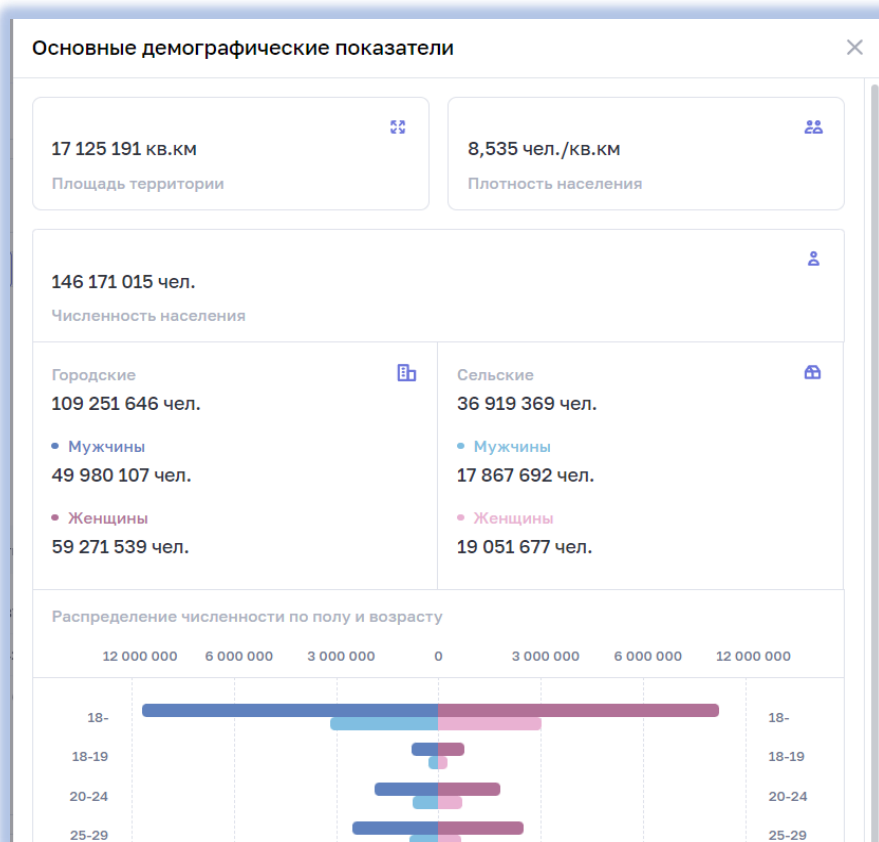 Основные демографические показатели
17 125 191 кв.км
Площадь территории
8,535 чел./кв.км
Плотность населения
146 171 015 чел.
Численность населения
Городские
109 251 646 чел.
Мужчины
49 980 107 чел.
Женщины
59 271 539 чел.
Сельские
36 919 369 чел.
Мужчины
17 867 692 чел.
Женщины
19 051 677 чел.
Распределение численности по полу и возрасту
12 000 000 6 000 000 3 000 000 0 3 000 000 6 000 000 12 000 000
18- 18-
18-19 18-19
20-24 20-24
25-29 25-29